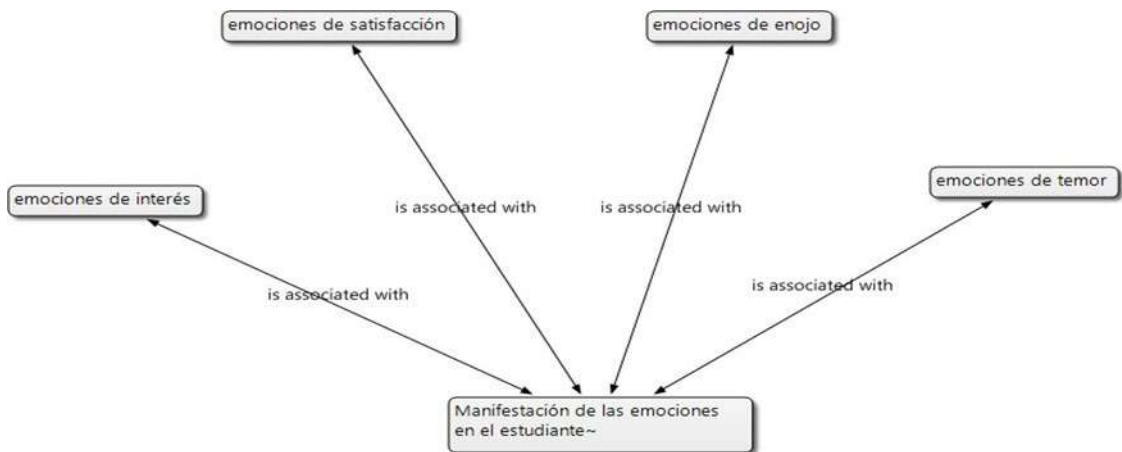 emociones de satisfacción
emociones de enojo
emociones de interés
emociones de temor
is associated with
is associated with
is associated with
is associated with
Manifestación de las emociones
en el estudiante~